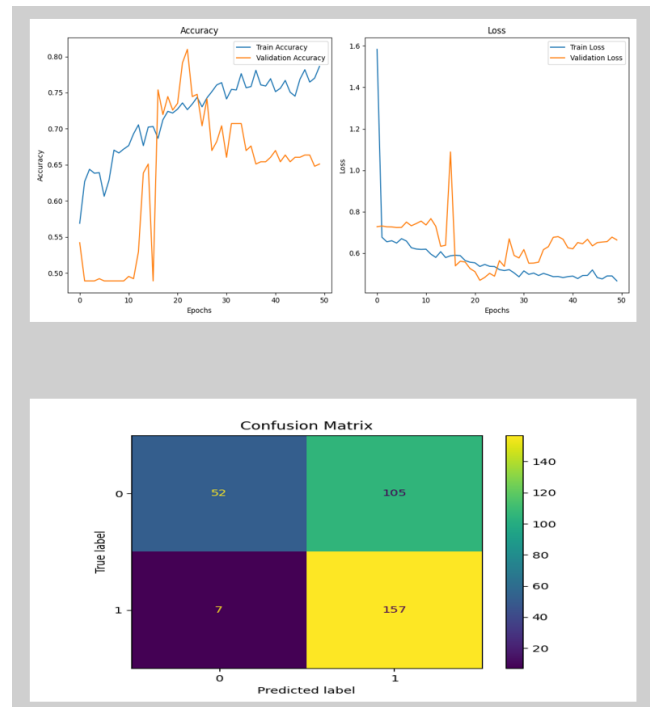 Accuracy
Train Accuracy
Validation Accuracy
0.80
0.75
0.70
0.65
0.60
0.55
0.50
Accuracy
0 10 20 30 40 50
Epochs
Loss
Train Loss
Validation Loss
1.6
1.4
1.2
1.0
0.8
0.6
Loss
0 10 20 30 40 50
Epochs
Confusion Matrix
True label
0
52 105
1
7 157
0 1
Predicted label
140
120
100
80
60
40
20